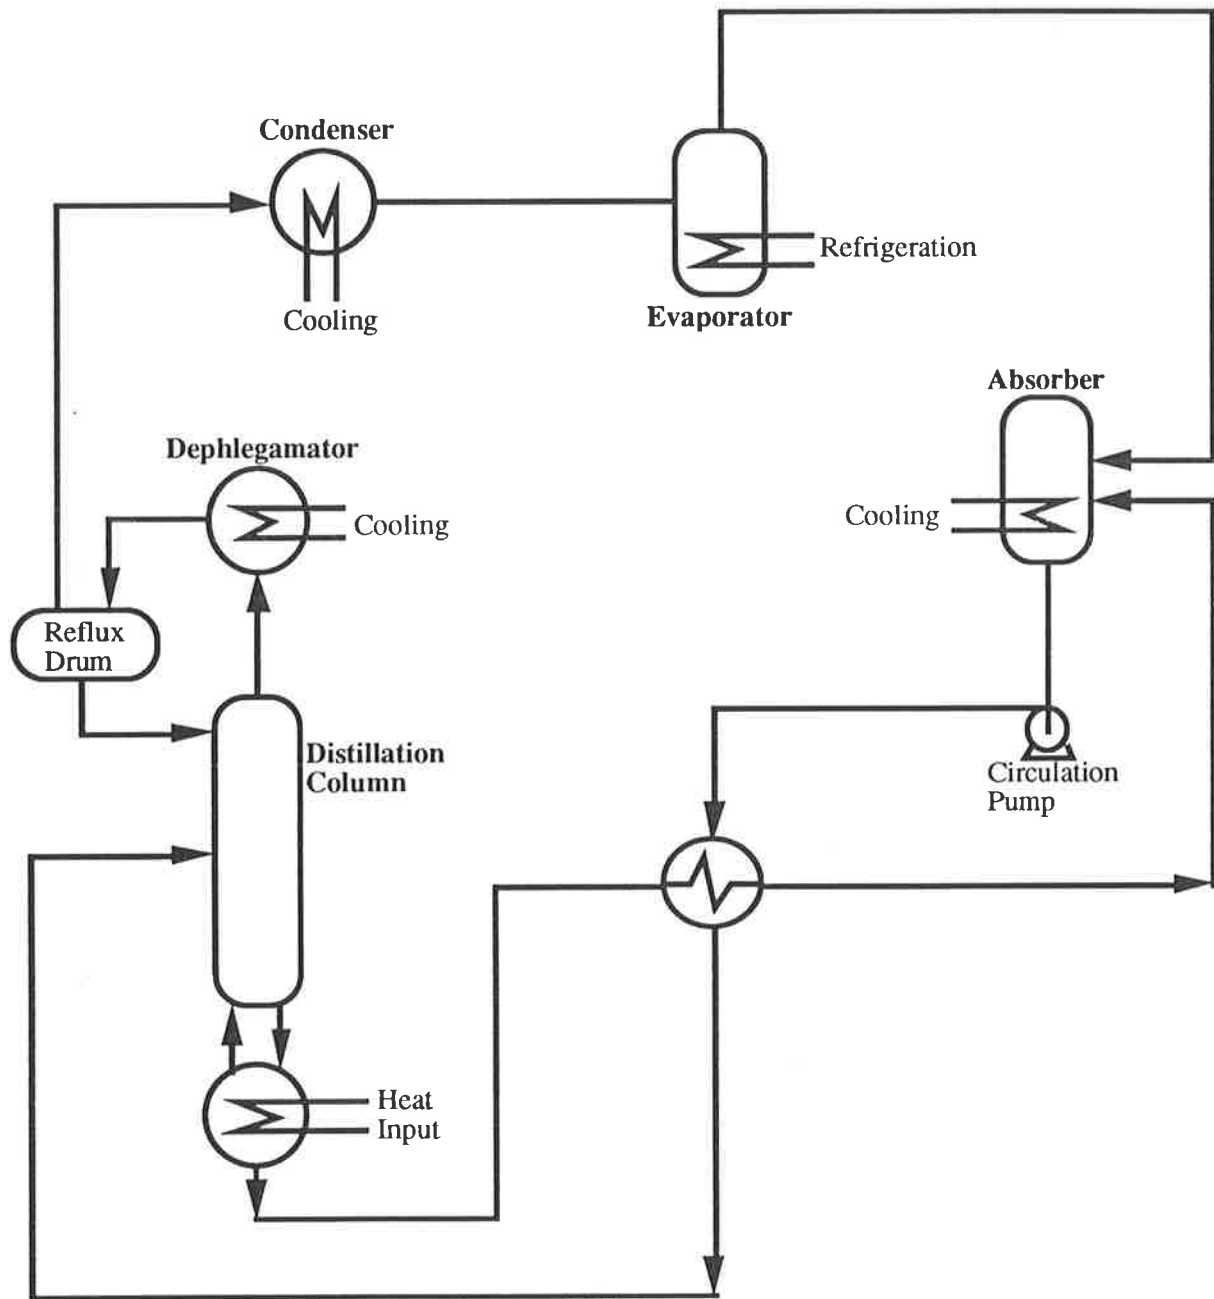 Condenser
Cooling
Refrigeration
Evaporator
Absorber
Dephlegamator
Cooling
Cooling
Reflux
Drum
Distillation
Column
Circulation
Pump
Heat
Input